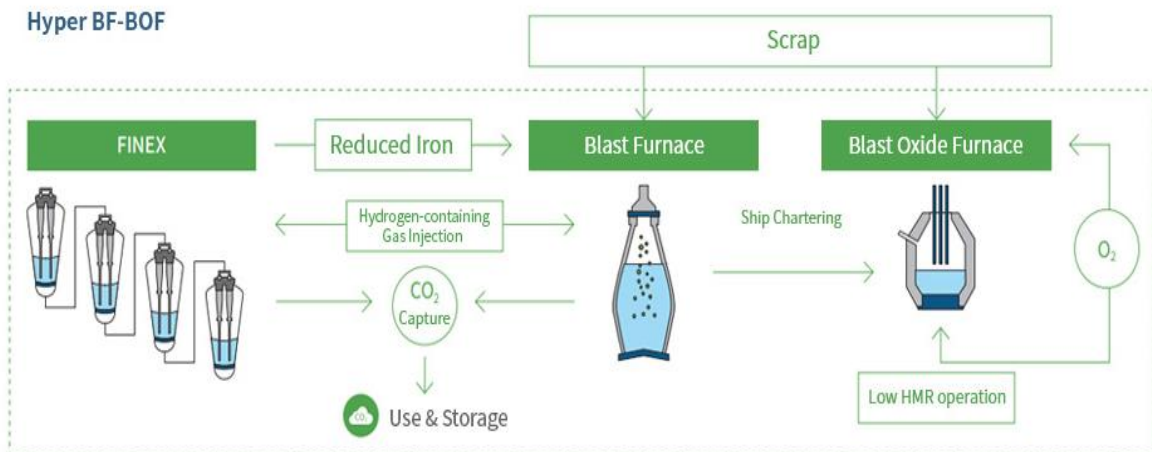 Hyper BF-BOF
Scrap
FINEX
Reduced Iron
Blast Furnace
Blast Oxide Furnace
Hydrogen-containing
Gas Injection
Ship Chartering
O₂
CO₂
Capture
Low HMR operation
CO₂
Use & Storage